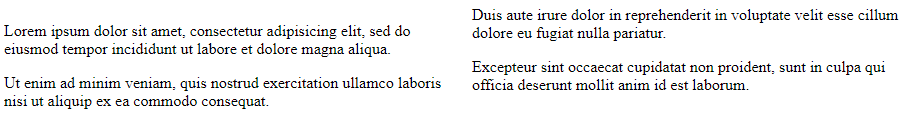 Lorem ipsum dolor sit amet, consectetur adipisicing elit, sed do
eiusmod tempor incididunt ut labore et dolore magna aliqua.
Ut enim ad minim veniam, quis nostrud exercitation ullamco laboris
nisi ut aliquip ex ea commodo consequat.
Duis aute irure dolor in reprehenderit in voluptate velit esse cillum
dolore eu fugiat nulla pariatur.
Excepteur sint occaecat cupidatat non proident, sunt in culpa qui
officia deserunt mollit anim id est laborum.